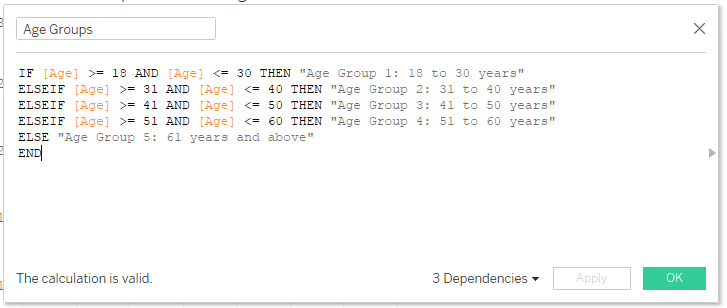 Age Groups
IF [Age] >= 18 AND [Age] <= 30 THEN "Age Group 1: 18 to 30 years"
ELSEIF [Age] >= 31 AND [Age] <= 40 THEN "Age Group 2: 31 to 40 years"
ELSEIF [Age] >= 41 AND [Age] <= 50 THEN "Age Group 3: 41 to 50 years"
ELSEIF [Age] >= 51 AND [Age] <= 60 THEN "Age Group 4: 51 to 60 years"
ELSE "Age Group 5: 61 years and above"
END
The calculation is valid. 3 Dependencies Apply OK